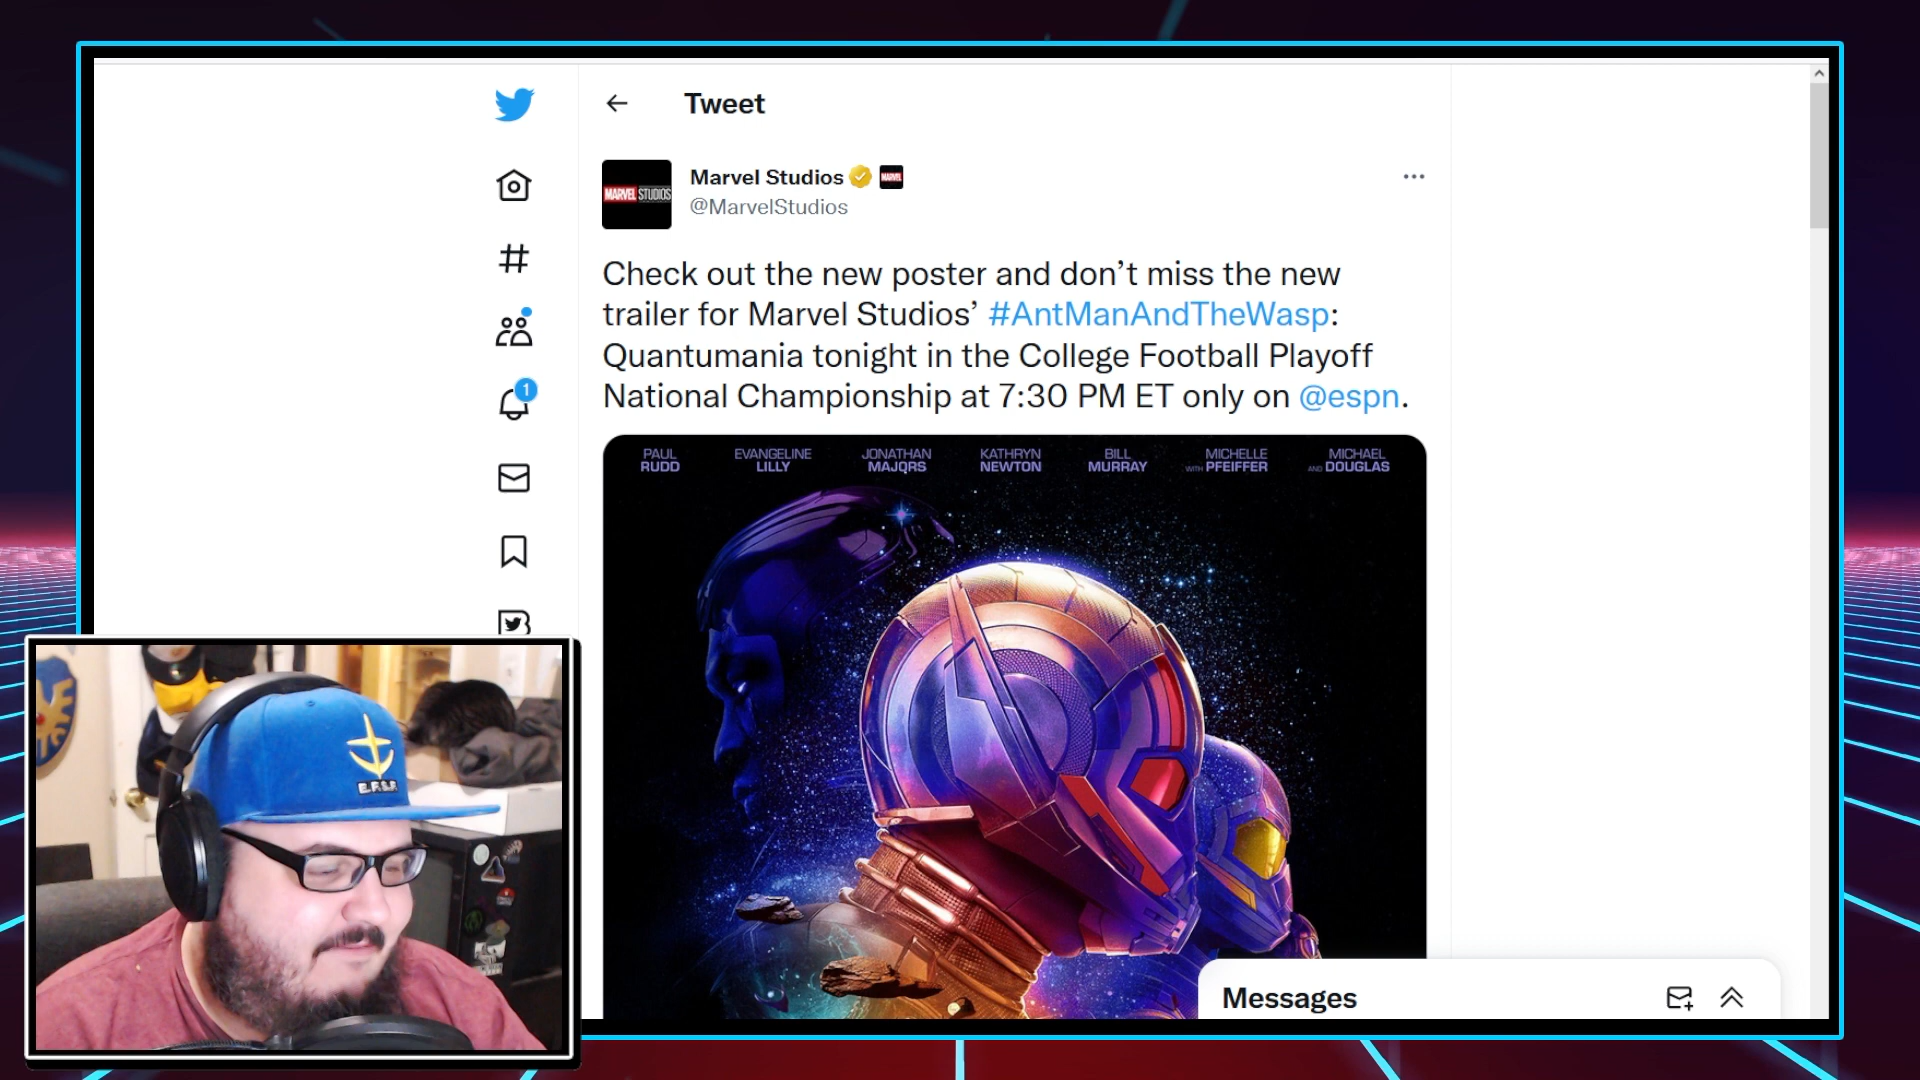 Tweet
MARVEL STUDIOS
Marvel Studios
MARVEL
@MarvelStudios
Check out the new poster and don’t miss the new
trailer for Marvel Studios’ #AntManAndTheWasp:
Quantumania tonight in the College Football Playoff
National Championship at 7:30 PM ET only on @espn.
1
PAUL RUDD
EVANGELINE LILLY
JONATHAN MAJORS
KATHRYN NEWTON
BILL MURRAY
WITH MICHELLE PFEIFFER
AND MICHAEL DOUGLAS
E.F.S.F.
Messages